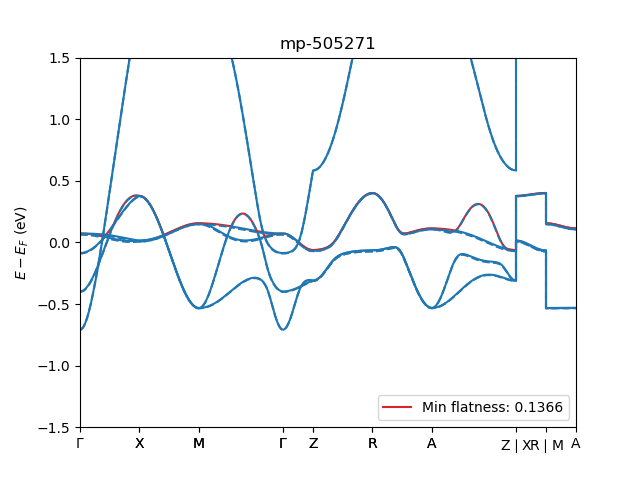 mp-505271
1.5
1.0
0.5
0.0
−0.5
−1.0
−1.5
E − E_F (eV)
Min flatness: 0.1366
Γ X M Γ Z R A Z | XR | M A